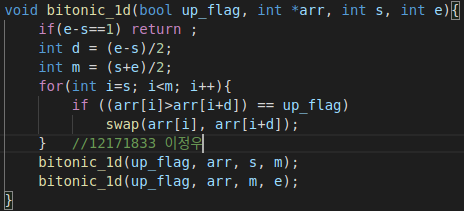 void bitonic_1d(bool up_flag, int *arr, int s, int e){
    if(e-s==1) return ;
    int d = (e-s)/2;
    int m = (s+e)/2;
    for(int i=s; i<m; i++){
        if ((arr[i]>arr[i+d]) == up_flag)
            swap(arr[i], arr[i+d]);
    }   //12171833 이정우
    bitonic_1d(up_flag, arr, s, m);
    bitonic_1d(up_flag, arr, m, e);
}